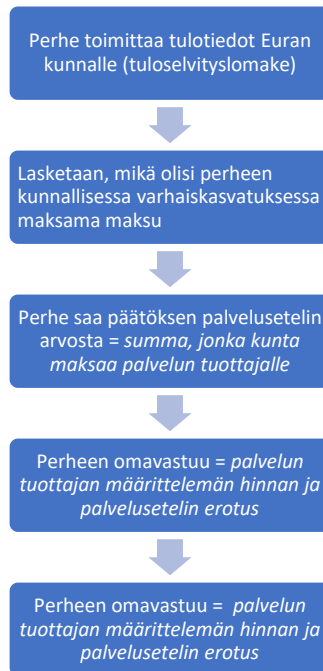 Perhe toimittaa tulotiedot Euran
kunnalle (tuloselvityslomake)
Lasketaan, mikä olisi perheen
kunnallisessa varhaiskasvatuksessa
maksama maksu
Perhe saa päätöksen palvelusetelin
arvosta = summa, jonka kunta
maksaa palvelun tuottajalle
Perheen omavastuu = palvelun
tuottajan määrittelemän hinnan ja
palvelusetelin erotus
Perheen omavastuu = palvelun
tuottajan määrittelemän hinnan ja
palvelusetelin erotus